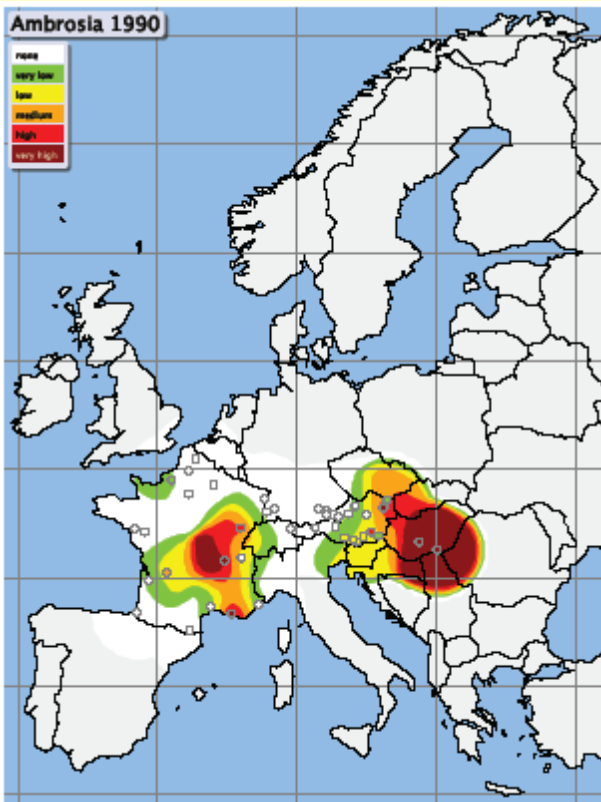 Ambrosia 1990
none
very low
low
medium
high
very high